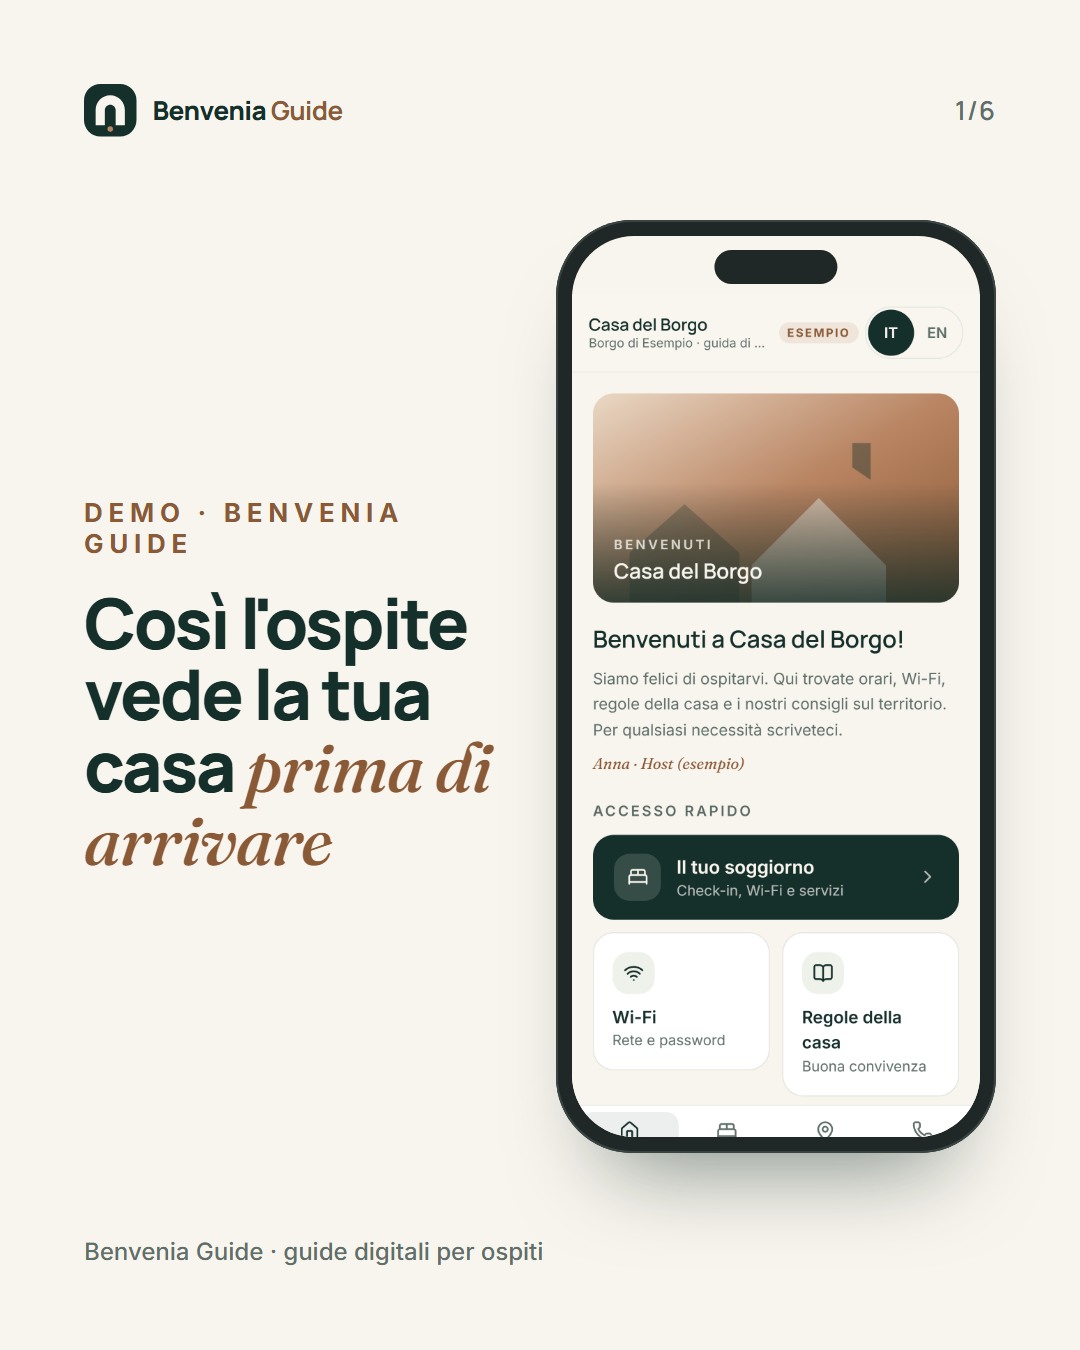 Benvenia Guide
1/6
DEMO · BENVENIA
GUIDE
Così l'ospite
vede la tua
casa prima di
arrivare
Casa del Borgo
Borgo di Esempio · guida di ...
ESEMPIO
IT
EN
BENVENUTI
Casa del Borgo
Benvenuti a Casa del Borgo!
Siamo felici di ospitarvi. Qui trovate orari, Wi-Fi,
regole della casa e i nostri consigli sul territorio.
Per qualsiasi necessità scriveteci.
Anna · Host (esempio)
ACCESSO RAPIDO
Il tuo soggiorno
Check-in, Wi-Fi e servizi
Wi-Fi
Rete e password
Regole della
casa
Buona convivenza
Benvenia Guide · guide digitali per ospiti